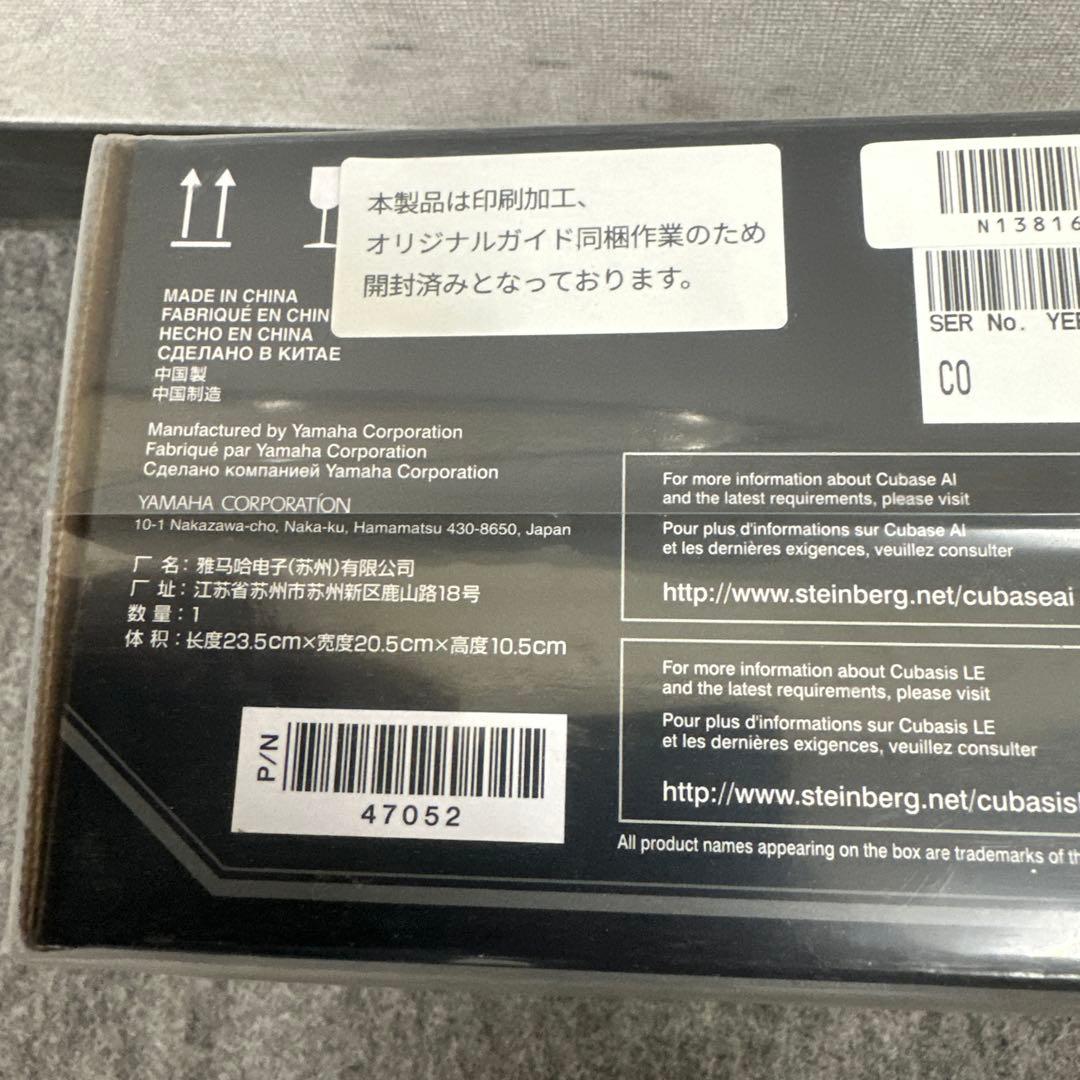 本製品は印刷加工、
オリジナルガイド同梱作業のため
開封済みとなっております。
N13816
SER No. YE
CO
MADE IN CHINA
FABRIQUÉ EN CHIN
HECHO EN CHINA
СДЕЛАНО В КИТАЕ
中国製
中国制造
Manufactured by Yamaha Corporation
Fabriqué par Yamaha Corporation
Сделано компанией Yamaha Corporation
YAMAHA CORPORATION
10-1 Nakazawa-cho, Naka-ku, Hamamatsu 430-8650, Japan
厂 名：雅马哈电子(苏州)有限公司
厂 址：江苏省苏州市苏州新区鹿山路18号
数 量：1
体 积：长度23.5cm×宽度20.5cm×高度10.5cm
P/N
47052
For more information about Cubase AI
and the latest requirements, please visit
Pour plus d'informations sur Cubase AI
et les dernières exigences, veuillez consulter
http://www.steinberg.net/cubaseai
For more information about Cubasis LE
and the latest requirements, please visit
Pour plus d'informations sur Cubasis LE
et les dernières exigences, veuillez consulter
http://www.steinberg.net/cubasisl
All product names appearing on the box are trademarks of th